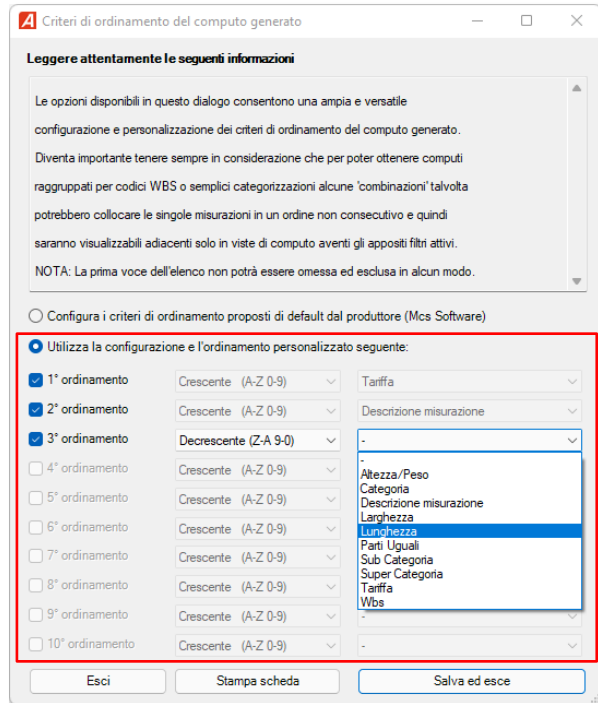 Criteri di ordinamento del computo generato
Leggere attentamente le seguenti informazioni
Le opzioni disponibili in questo dialogo consentono una ampia e versatile
configurazione e personalizzazione dei criteri di ordinamento del computo generato.
Diventa importante tenere sempre in considerazione che per poter ottenere computi
raggruppati per codici WBS o semplici categorizzazioni alcune 'combinazioni' talvolta
potrebbero collocare le singole misurazioni in un ordine non consecutivo e quindi
saranno visualizzabili adiacenti solo in viste di computo aventi gli appositi filtri attivi.
NOTA: La prima voce dell'elenco non potrà essere omessa ed esclusa in alcun modo.
Configura i criteri di ordinamento proposti di default dal produttore (Mcs Software)
Utilizza la configurazione e l'ordinamento personalizzato seguente:
1° ordinamento Crescente (A-Z 0-9) Tariffa
2° ordinamento Crescente (A-Z 0-9) Descrizione misurazione
3° ordinamento Decrescente (Z-A 9-0) -
4° ordinamento Crescente (A-Z 0-9)
5° ordinamento Crescente (A-Z 0-9)
6° ordinamento Crescente (A-Z 0-9)
7° ordinamento Crescente (A-Z 0-9)
8° ordinamento Crescente (A-Z 0-9)
9° ordinamento Crescente (A-Z 0-9) -
10° ordinamento Crescente (A-Z 0-9) -
-
Altezza/Peso
Categoria
Descrizione misurazione
Larghezza
Lunghezza
Parti Uguali
Sub Categoria
Super Categoria
Tariffa
Wbs
Esci Stampa scheda Salva ed esce